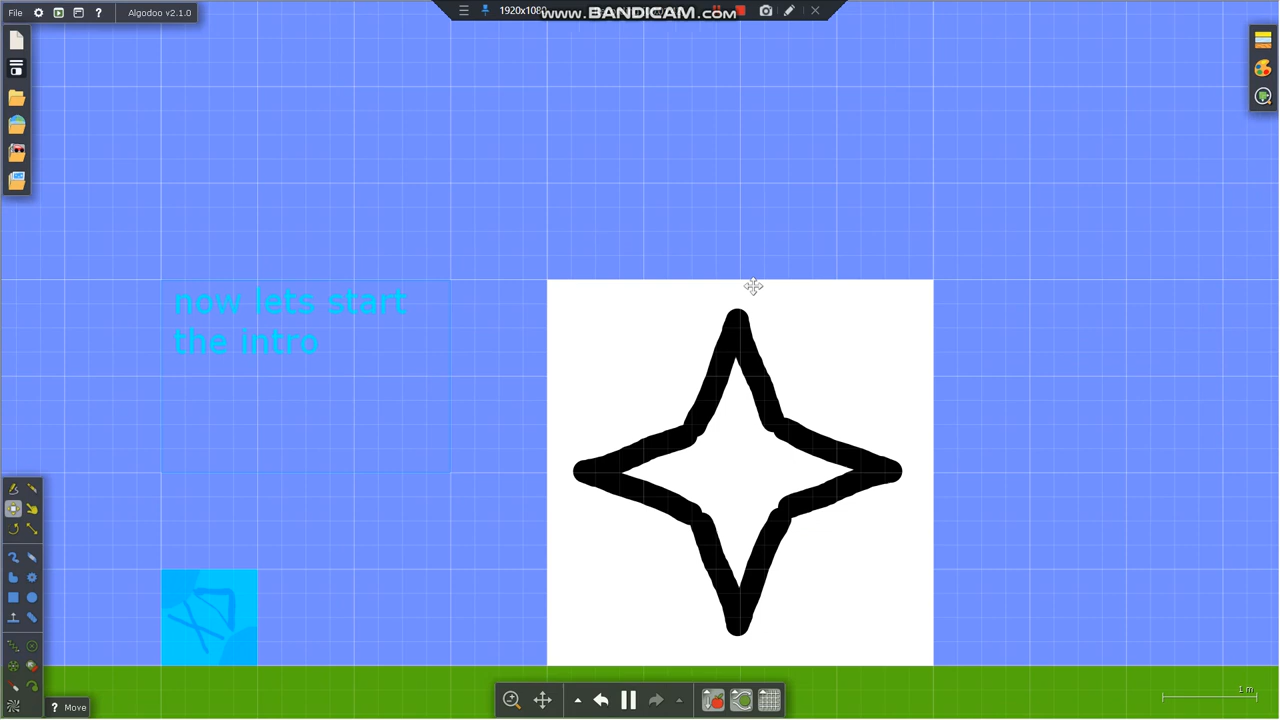 File
Algodoo v2.1.0
1920x1080
www.BANDICAM.com
now lets start
the intro
? Move
1 m